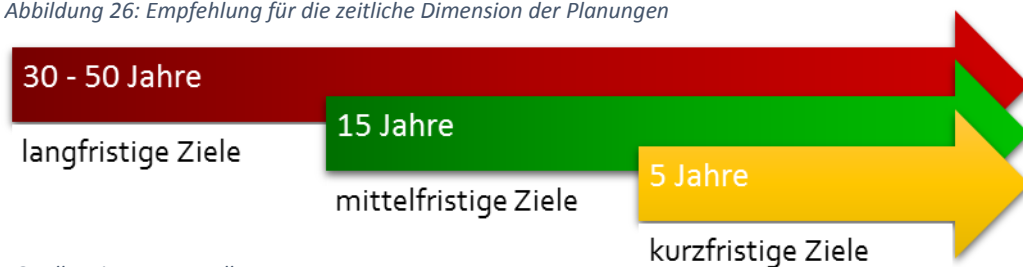 Abbildung 26: Empfehlung für die zeitliche Dimension der Planungen
30 - 50 Jahre
langfristige Ziele
15 Jahre
mittelfristige Ziele
5 Jahre
kurzfristige Ziele